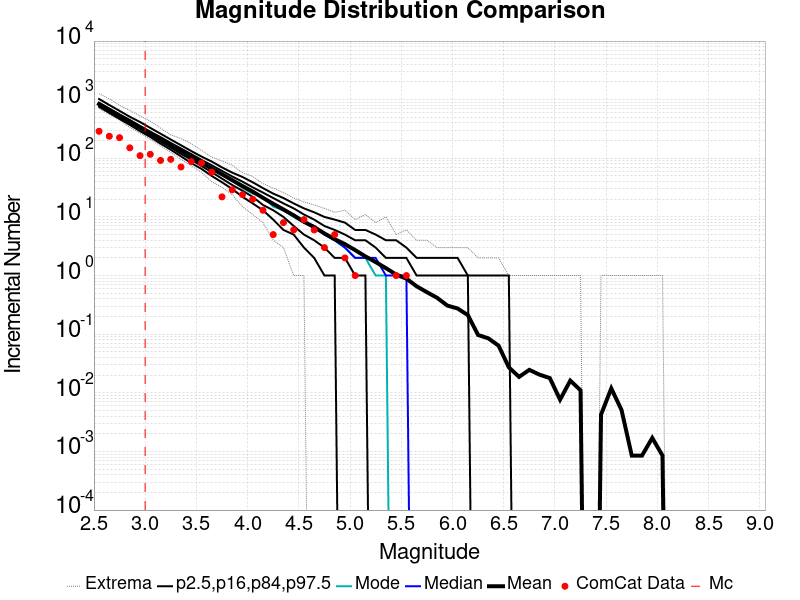 Magnitude Distribution Comparison
10^4
10^3
10^2
10^1
10^0
10^-1
10^-2
10^-3
10^-4
Incremental Number
2.5 3.0 3.5 4.0 4.5 5.0 5.5 6.0 6.5 7.0 7.5 8.0 8.5 9.0
Magnitude
Extrema p2.5,p16,p84,p97.5 Mode Median Mean ComCat Data Mc